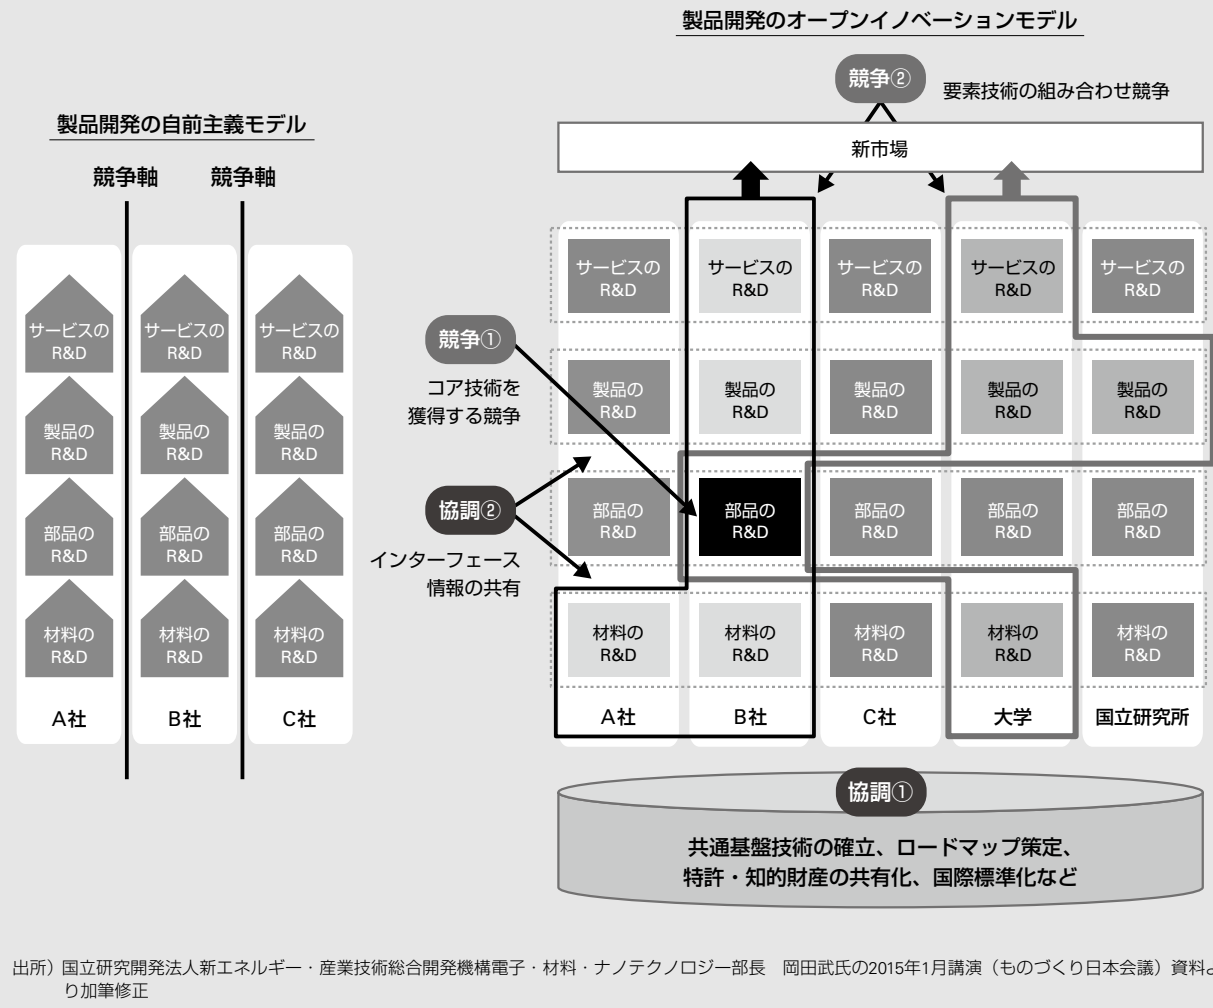 製品開発のオープンイノベーションモデル
競争②
要素技術の組み合わせ競争
新市場
製品開発の自前主義モデル
競争軸
競争軸
サービスの
R&D
サービスの
R&D
サービスの
R&D
製品の
R&D
製品の
R&D
製品の
R&D
部品の
R&D
部品の
R&D
部品の
R&D
材料の
R&D
材料の
R&D
材料の
R&D
A社
B社
C社
競争①
コア技術を
獲得する競争
協調②
インターフェース
情報の共有
サービスの
R&D
サービスの
R&D
サービスの
R&D
サービスの
R&D
サービスの
R&D
製品の
R&D
製品の
R&D
製品の
R&D
製品の
R&D
製品の
R&D
部品の
R&D
部品の
R&D
部品の
R&D
部品の
R&D
部品の
R&D
材料の
R&D
材料の
R&D
材料の
R&D
材料の
R&D
材料の
R&D
A社
B社
C社
大学
国立研究所
協調①
共通基盤技術の確立、ロードマップ策定、
特許・知的財産の共有化、国際標準化など
出所）国立研究開発法人新エネルギー・産業技術総合開発機構電子・材料・ナノテクノロジー部長　岡田武氏の2015年1月講演（ものづくり日本会議）資料よ
り加筆修正